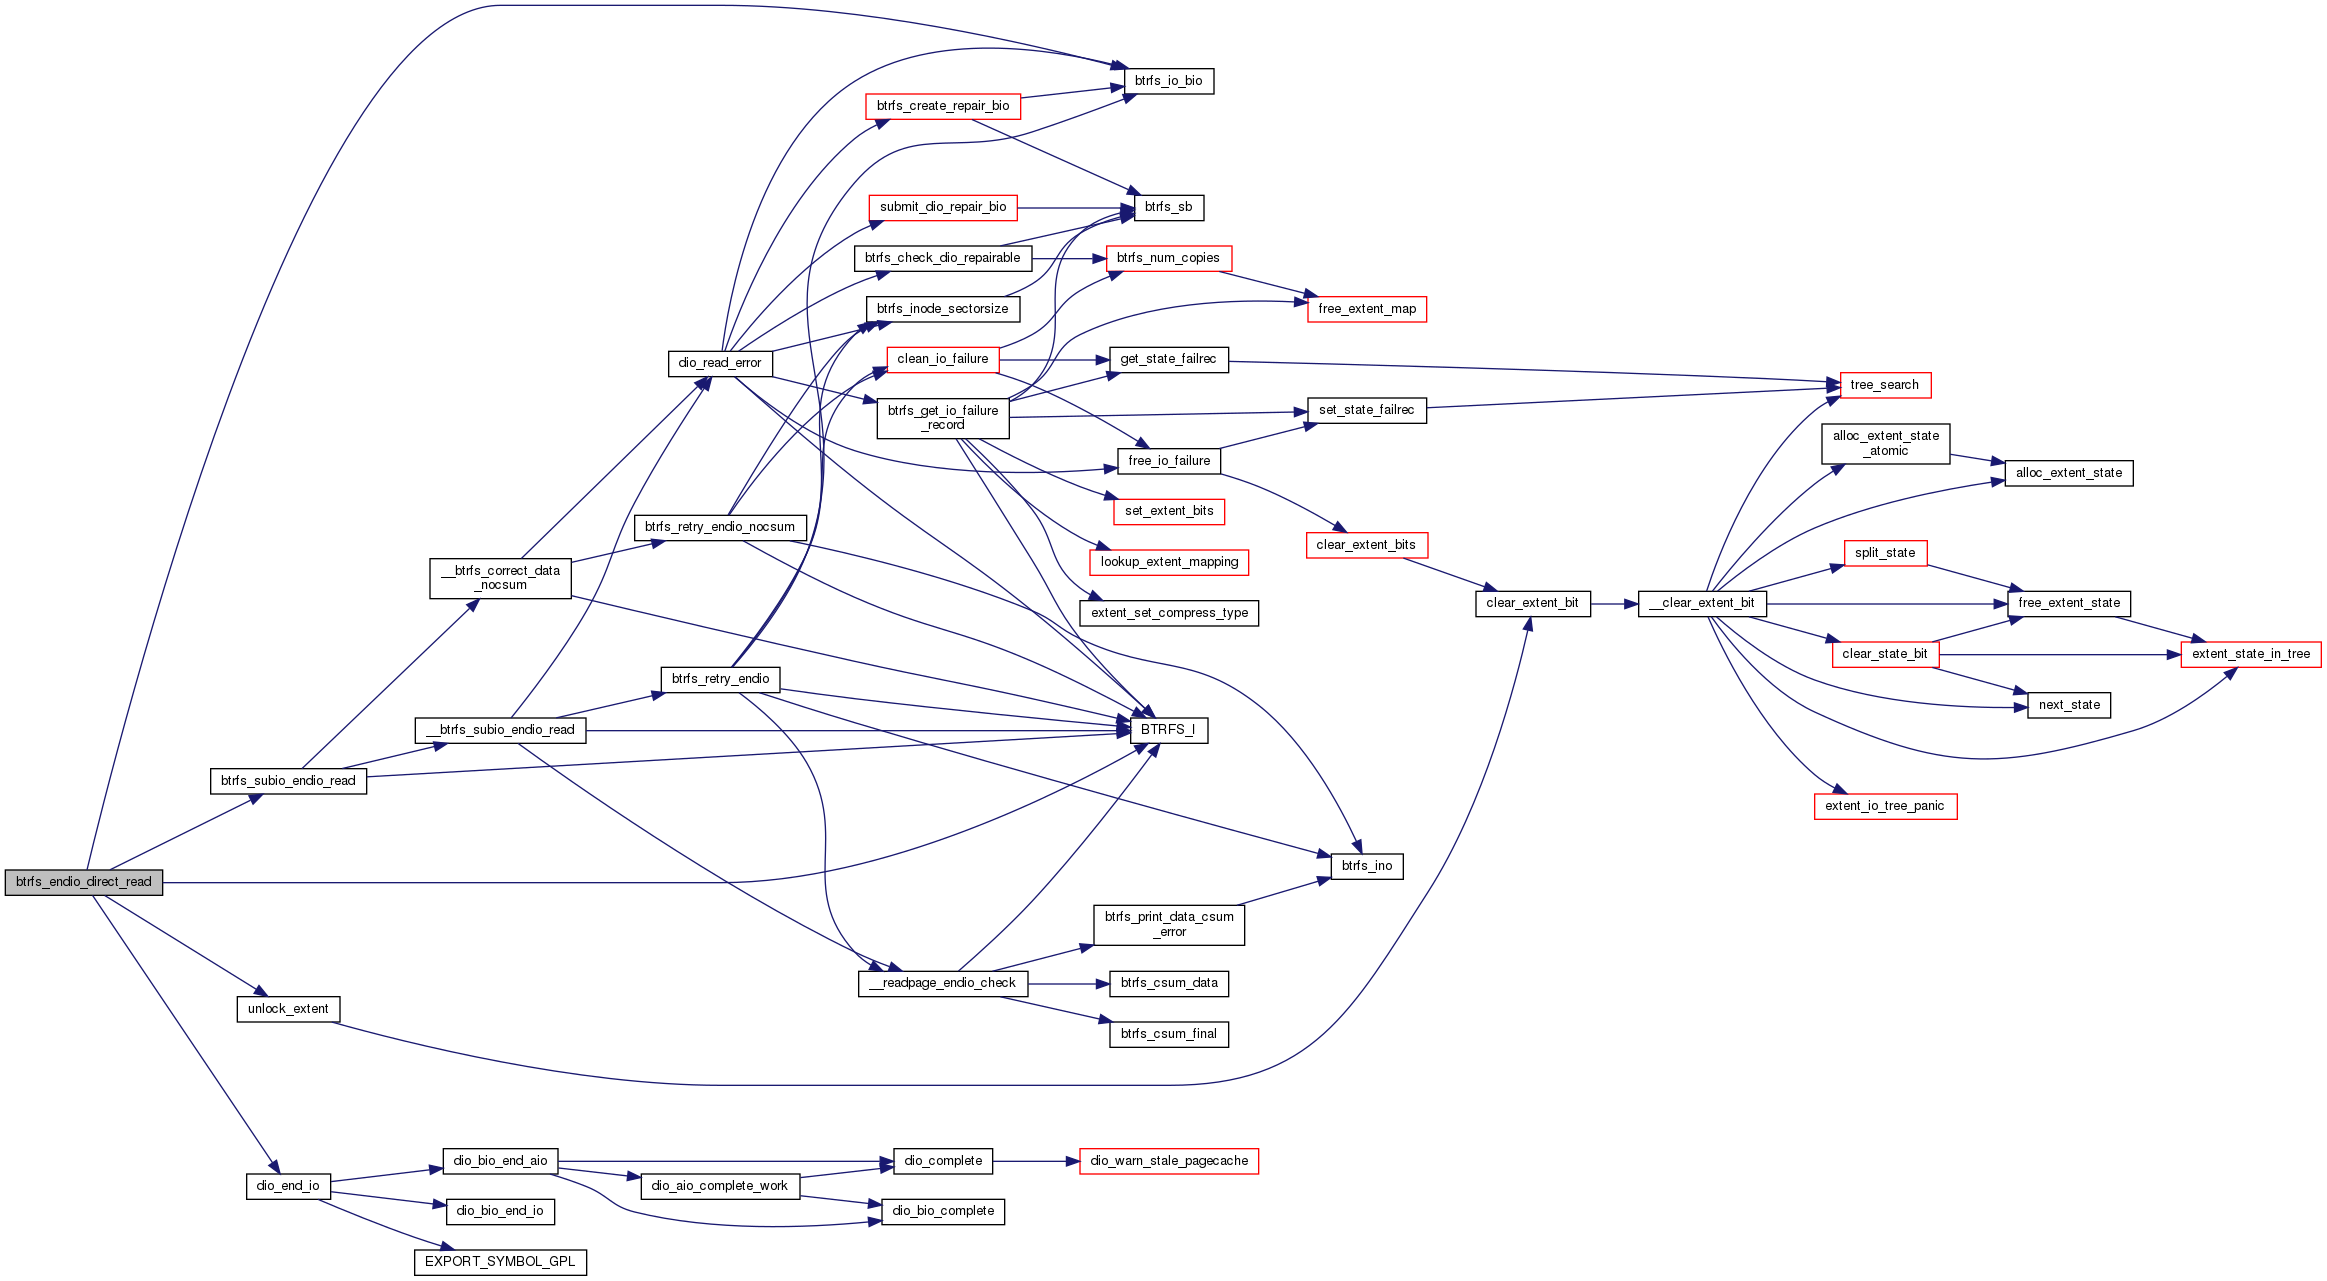 btrfs_io_bio
btrfs_create_repair_bio
submit_dio_repair_bio
btrfs_sb
btrfs_check_dio_repairable
btrfs_num_copies
btrfs_inode_sectorsize
free_extent_map
dio_read_error
clean_io_failure
get_state_failrec
tree_search
btrfs_get_io_failure
_record
set_state_failrec
alloc_extent_state
_atomic
free_io_failure
alloc_extent_state
set_extent_bits
btrfs_retry_endio_nocsum
clear_extent_bits
split_state
lookup_extent_mapping
__btrfs_correct_data
_nocsum
extent_set_compress_type
clear_extent_bit
__clear_extent_bit
free_extent_state
btrfs_retry_endio
clear_state_bit
extent_state_in_tree
next_state
__btrfs_subio_endio_read
BTRFS_I
btrfs_subio_endio_read
extent_io_tree_panic
btrfs_endio_direct_read
btrfs_ino
btrfs_print_data_csum
_error
__readpage_endio_check
btrfs_csum_data
unlock_extent
btrfs_csum_final
dio_bio_end_aio
dio_complete
dio_warn_stale_pagecache
dio_end_io
dio_aio_complete_work
dio_bio_end_io
dio_bio_complete
EXPORT_SYMBOL_GPL